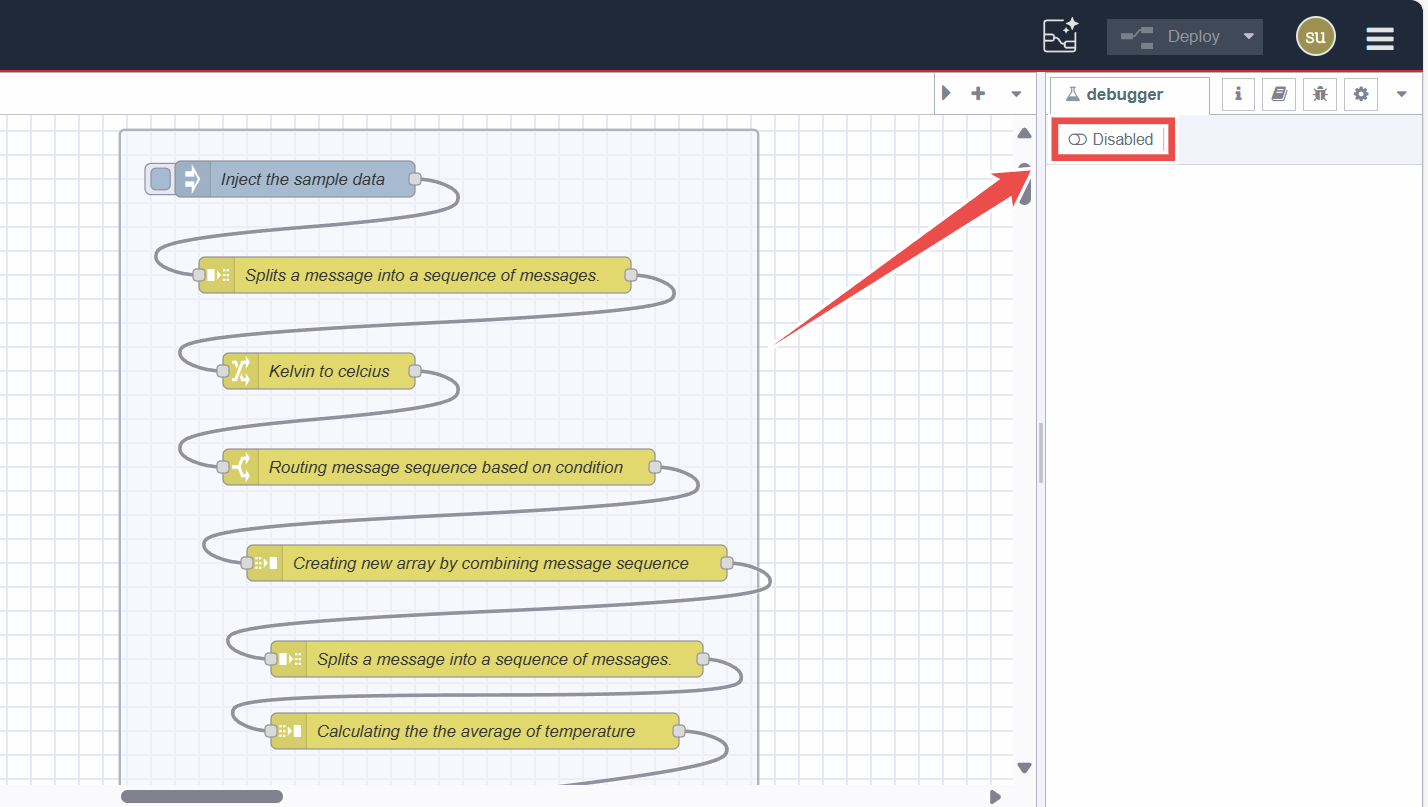 Deploy
su
debugger
i
Disabled
Inject the sample data
Splits a message into a sequence of messages.
Kelvin to celcius
Routing message sequence based on condition
Creating new array by combining message sequence
Splits a message into a sequence of messages.
Calculating the the average of temperature